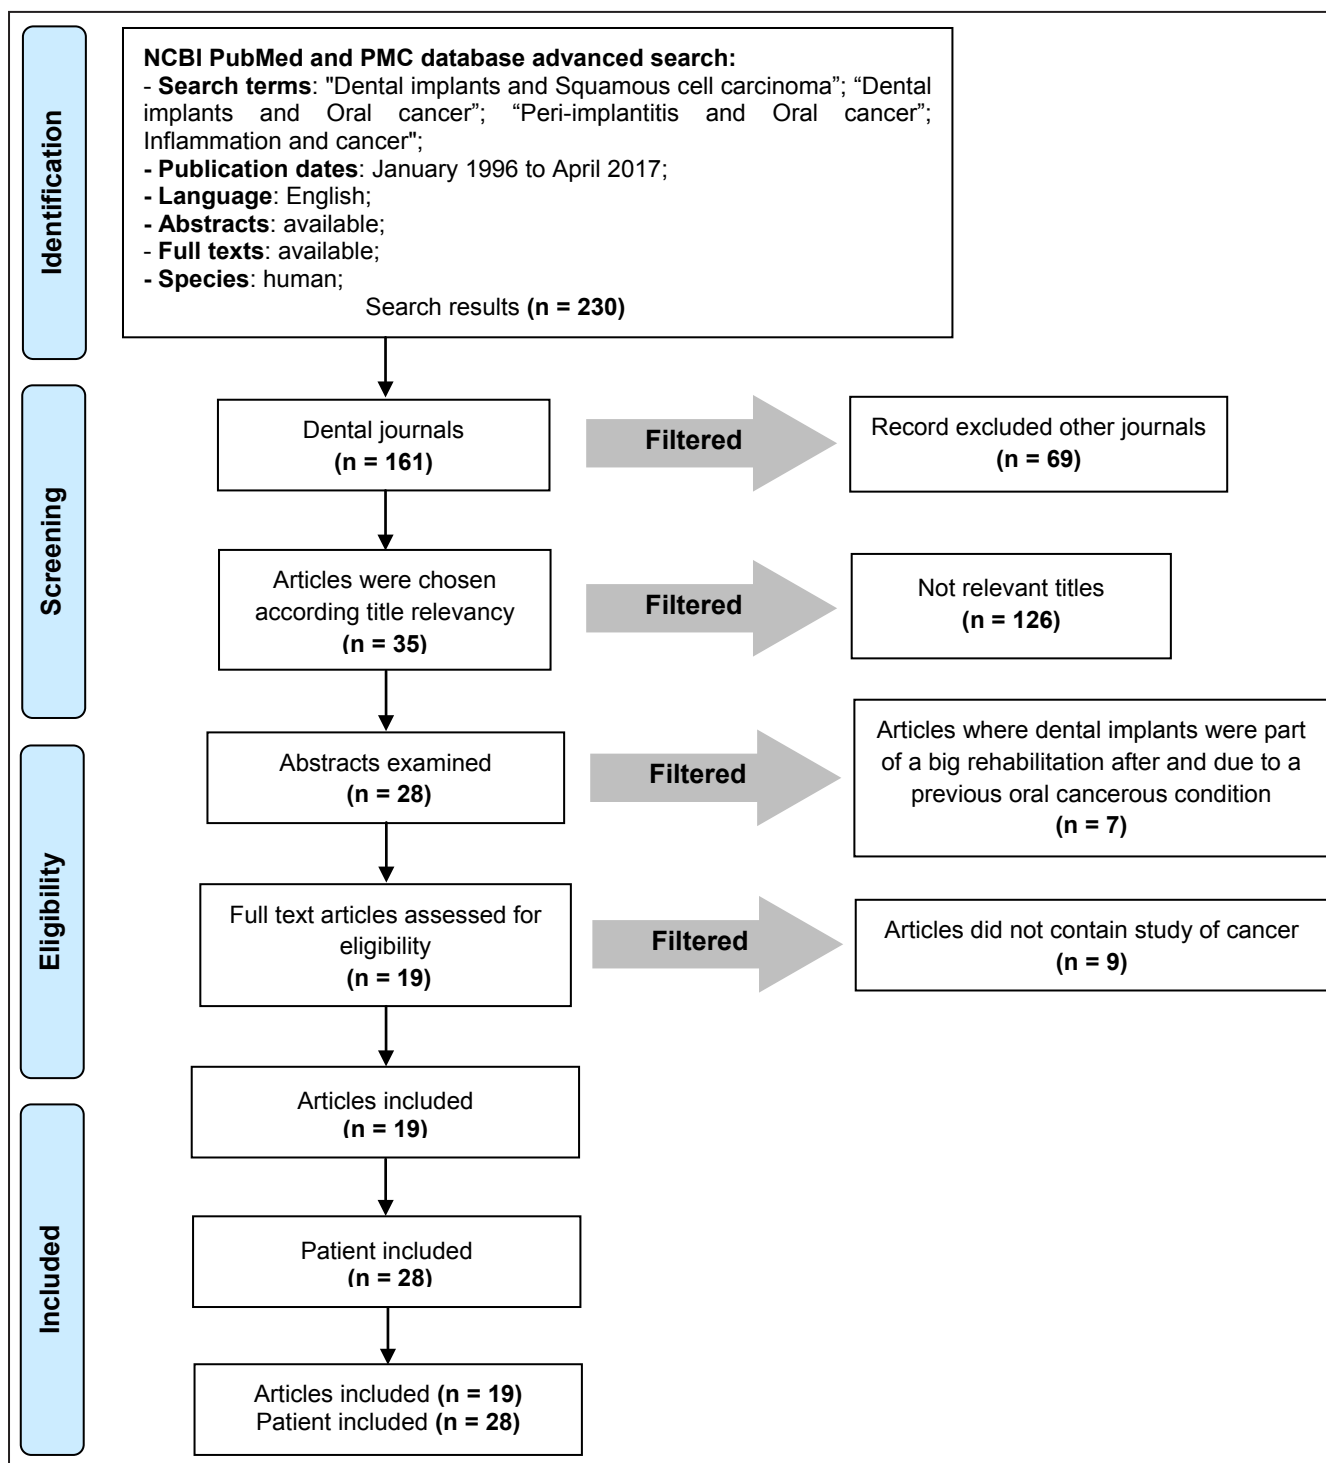 Identification
NCBI PubMed and PMC database advanced search:
- Search terms: "Dental implants and Squamous cell carcinoma”; “Dental
implants and Oral cancer”; “Peri-implantitis and Oral cancer”;
Inflammation and cancer";
- Publication dates: January 1996 to April 2017;
- Language: English;
- Abstracts: available;
- Full texts: available;
- Species: human;
Search results (n = 230)
Screening
Dental journals
(n = 161)
Filtered
Record excluded other journals
(n = 69)
Articles were chosen
according title relevancy
(n = 35)
Filtered
Not relevant titles
(n = 126)
Eligibility
Abstracts examined
(n = 28)
Filtered
Articles where dental implants were part
of a big rehabilitation after and due to a
previous oral cancerous condition
(n = 7)
Full text articles assessed for
eligibility
(n = 19)
Filtered
Articles did not contain study of cancer
(n = 9)
Included
Articles included
(n = 19)
Patient included
(n = 28)
Articles included (n = 19)
Patient included (n = 28)